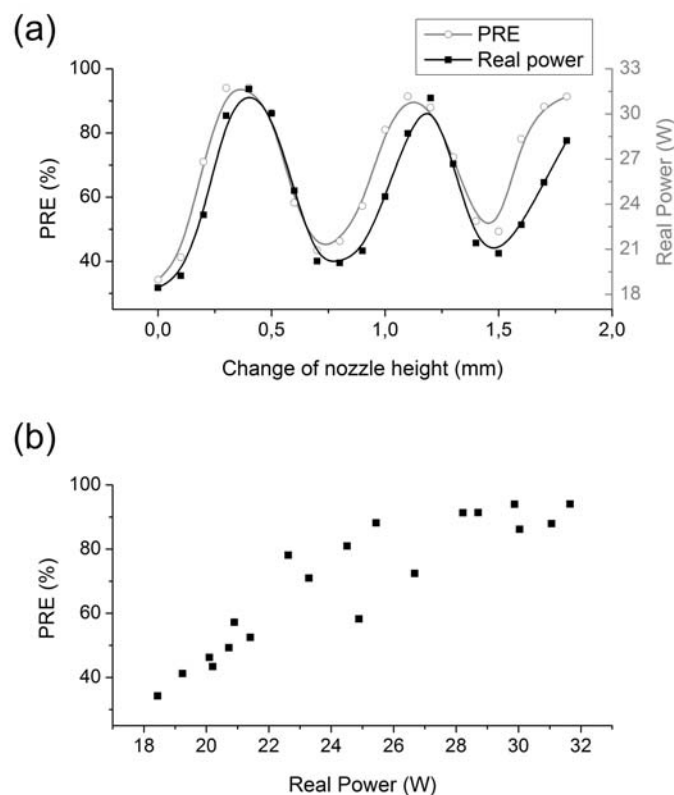 (a)
PRE
Real power
100
80
60
40
PRE (%)
33
30
27
24
21
18
Real Power (W)
0,0 0,5 1,0 1,5 2,0
Change of nozzle height (mm)
(b)
100
80
60
40
PRE (%)
18 20 22 24 26 28 30 32
Real Power (W)